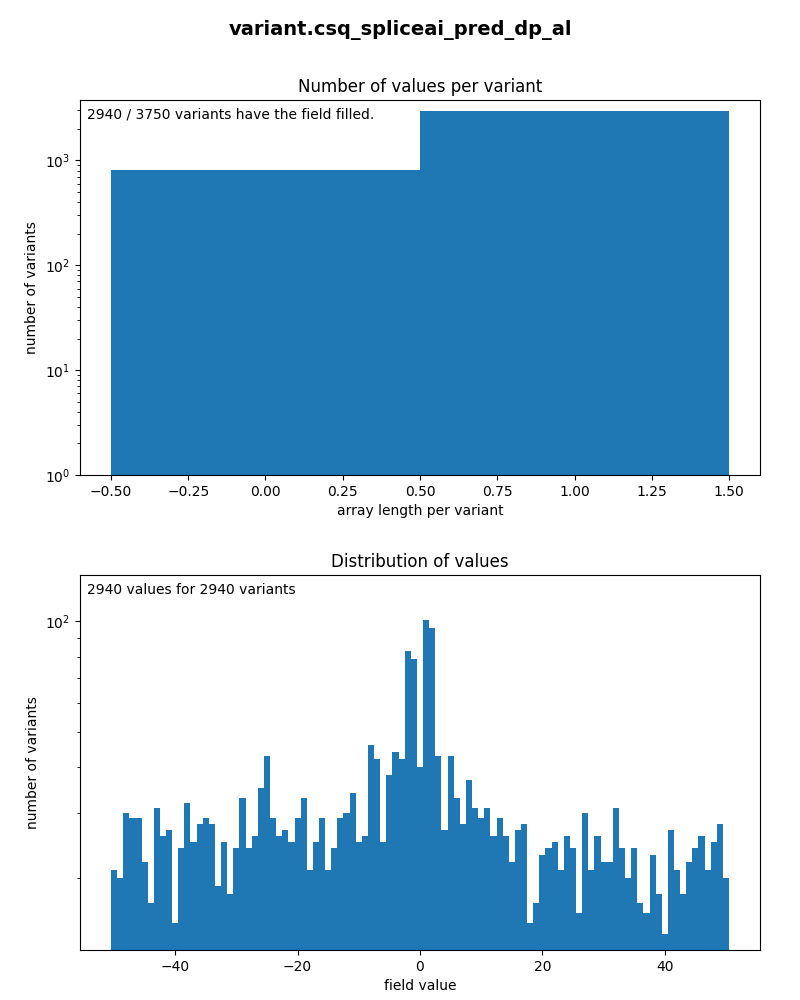 variant.csq_spliceai_pred_dp_al
Number of values per variant
2940 / 3750 variants have the field filled.
10³
10²
10¹
10⁰
number of variants
−0.50 −0.25 0.00 0.25 0.50 0.75 1.00 1.25 1.50
array length per variant
Distribution of values
2940 values for 2940 variants
10²
number of variants
−40 −20 0 20 40
field value